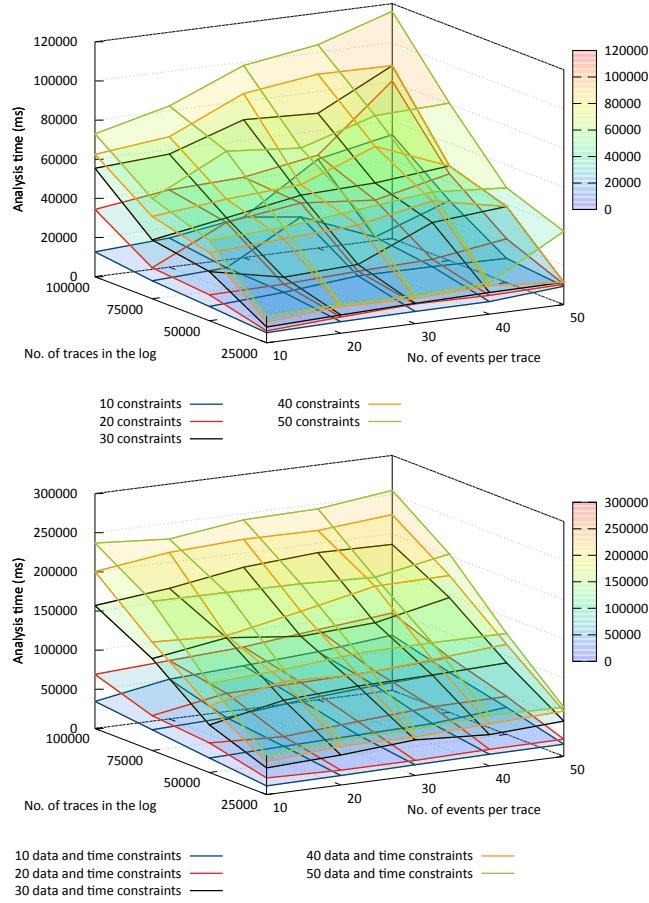 120000
100000
80000
60000
40000
20000
0
Analysis time (ms)
100000
75000
50000
25000
No. of traces in the log
10
20
30
40
50
No. of events per trace
120000
100000
80000
60000
40000
20000
0
10 constraints
20 constraints
30 constraints
40 constraints
50 constraints
300000
250000
200000
150000
100000
50000
0
Analysis time (ms)
100000
75000
50000
25000
No. of traces in the log
10
20
30
40
50
No. of events per trace
300000
250000
200000
150000
100000
50000
0
10 data and time constraints
20 data and time constraints
30 data and time constraints
40 data and time constraints
50 data and time constraints